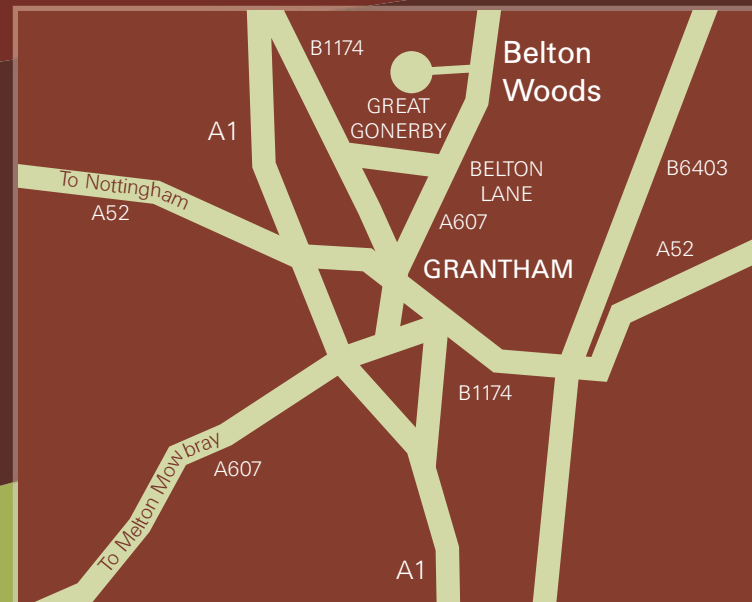 B1174
Belton
Woods
GREAT
GONERBY
A1
BELTON
LANE
B6403
To Nottingham
A52
A607
A52
GRANTHAM
B1174
To Melton Mowbray
A607
A1